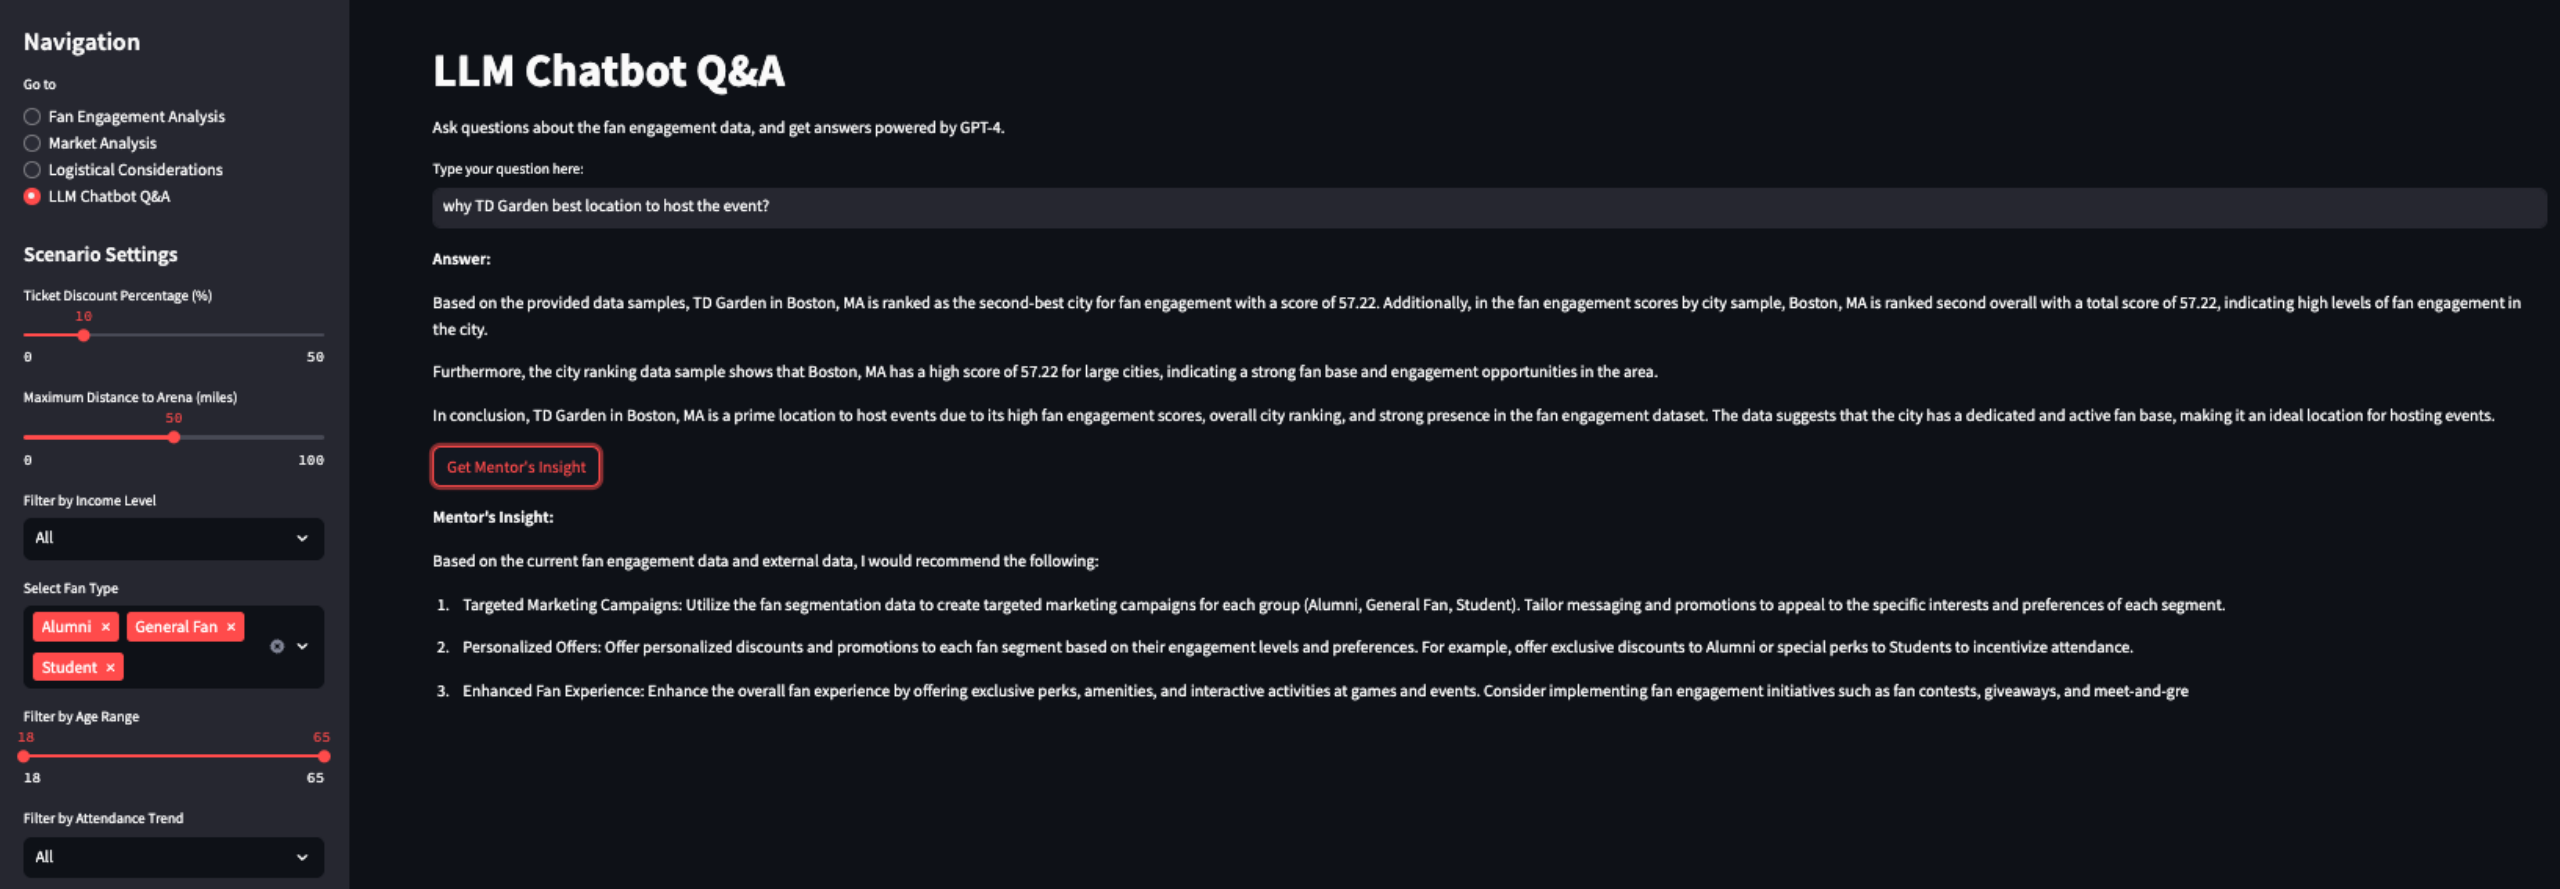 Navigation
Go to
Fan Engagement Analysis
Market Analysis
Logistical Considerations
LLM Chatbot Q&A
Scenario Settings
Ticket Discount Percentage (%)
10
0 50
Maximum Distance to Arena (miles)
50
0 100
Filter by Income Level
All
Select Fan Type
Alumni × General Fan ×
Student ×
Filter by Age Range
18 65
18 65
Filter by Attendance Trend
All
LLM Chatbot Q&A
Ask questions about the fan engagement data, and get answers powered by GPT-4.
Type your question here:
why TD Garden best location to host the event?
Answer:
Based on the provided data samples, TD Garden in Boston, MA is ranked as the second-best city for fan engagement with a score of 57.22. Additionally, in the fan engagement scores by city sample, Boston, MA is ranked second overall with a total score of 57.22, indicating high levels of fan engagement in
the city.
Furthermore, the city ranking data sample shows that Boston, MA has a high score of 57.22 for large cities, indicating a strong fan base and engagement opportunities in the area.
In conclusion, TD Garden in Boston, MA is a prime location to host events due to its high fan engagement scores, overall city ranking, and strong presence in the fan engagement dataset. The data suggests that the city has a dedicated and active fan base, making it an ideal location for hosting events.
Get Mentor's Insight
Mentor's Insight:
Based on the current fan engagement data and external data, I would recommend the following:
1. Targeted Marketing Campaigns: Utilize the fan segmentation data to create targeted marketing campaigns for each group (Alumni, General Fan, Student). Tailor messaging and promotions to appeal to the specific interests and preferences of each segment.
2. Personalized Offers: Offer personalized discounts and promotions to each fan segment based on their engagement levels and preferences. For example, offer exclusive discounts to Alumni or special perks to Students to incentivize attendance.
3. Enhanced Fan Experience: Enhance the overall fan experience by offering exclusive perks, amenities, and interactive activities at games and events. Consider implementing fan engagement initiatives such as fan contests, giveaways, and meet-and-gre